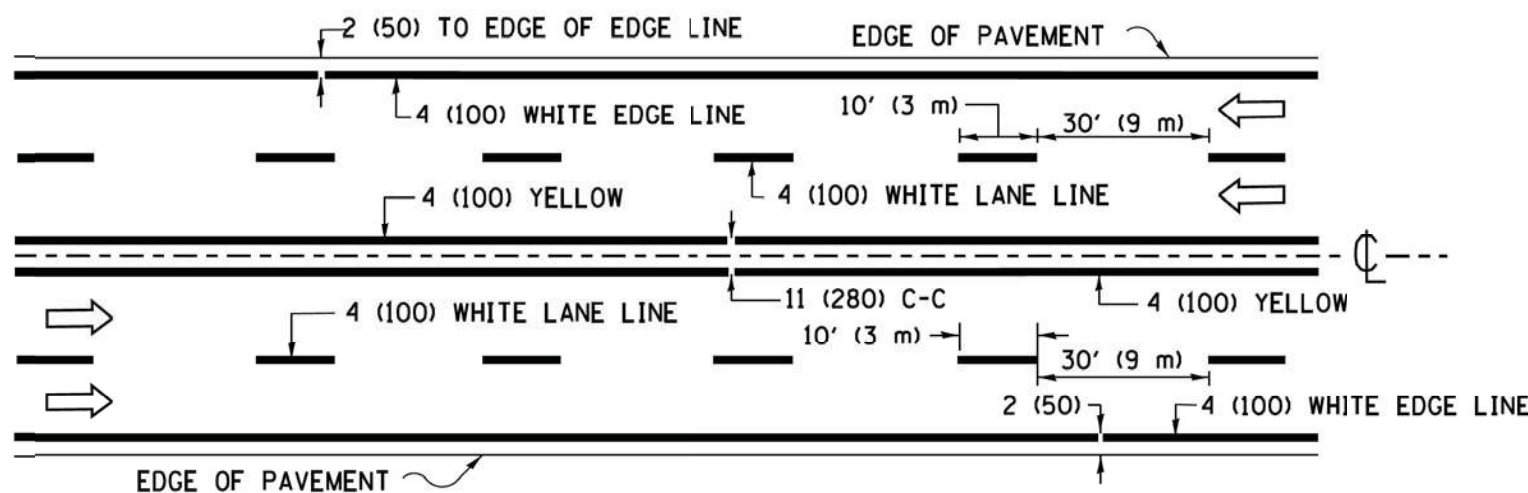 2 (50) TO EDGE OF EDGE LINE
EDGE OF PAVEMENT
4 (100) WHITE EDGE LINE
10' (3 m)
30' (9 m)
4 (100) YELLOW
4 (100) WHITE LANE LINE
℄
11 (280) C-C
4 (100) YELLOW
4 (100) WHITE LANE LINE
10' (3 m)
30' (9 m)
2 (50)
4 (100) WHITE EDGE LINE
EDGE OF PAVEMENT